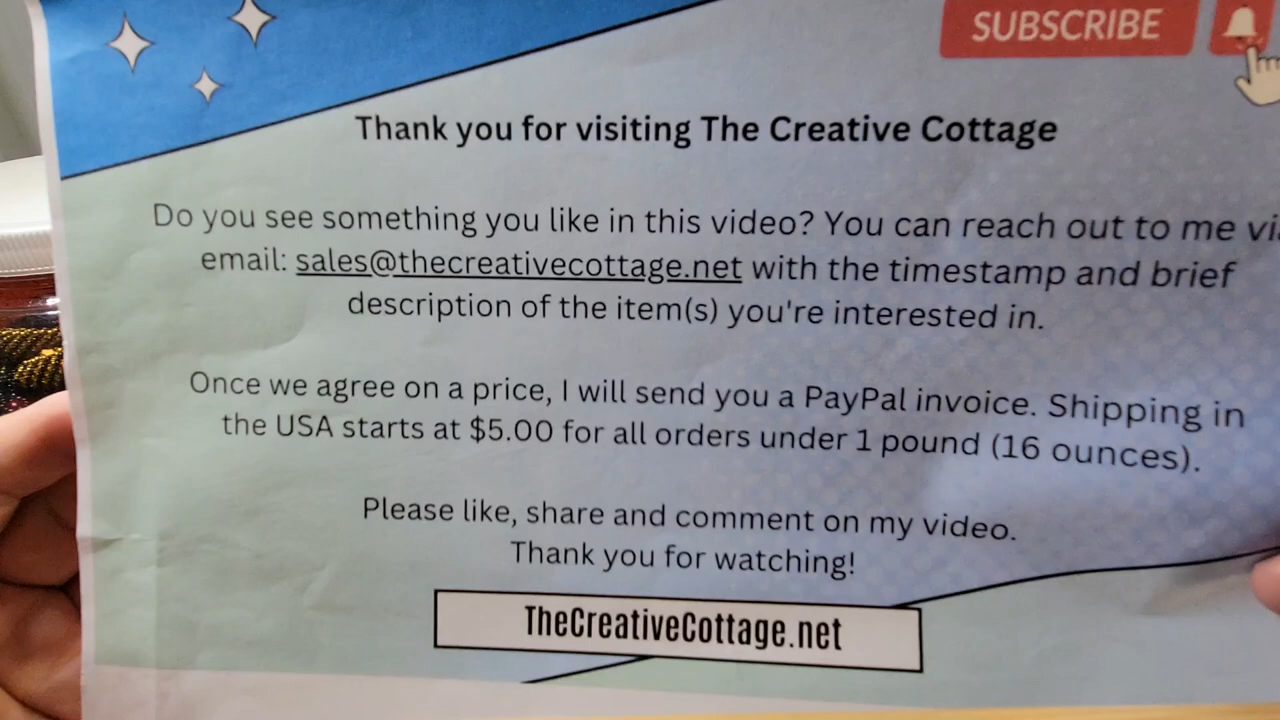 SUBSCRIBE
Thank you for visiting The Creative Cottage
Do you see something you like in this video? You can reach out to me via
email: sales@thecreativecottage.net with the timestamp and brief
description of the item(s) you're interested in.
Once we agree on a price, I will send you a PayPal invoice. Shipping in
the USA starts at $5.00 for all orders under 1 pound (16 ounces).
Please like, share and comment on my video.
Thank you for watching!
TheCreativeCottage.net